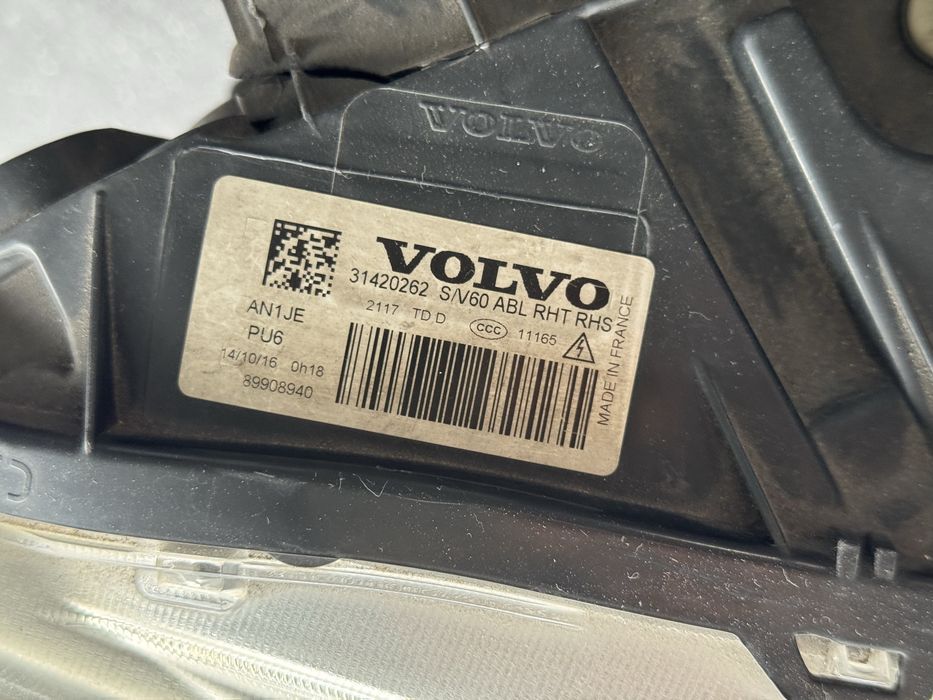 VOLVO
VOLVO
31420262 S/V60 ABL RHT RHS
2117 TD D CCC 11165
AN1JE
PU6
14/10/16 0h18
89908940
MADE IN FRANCE